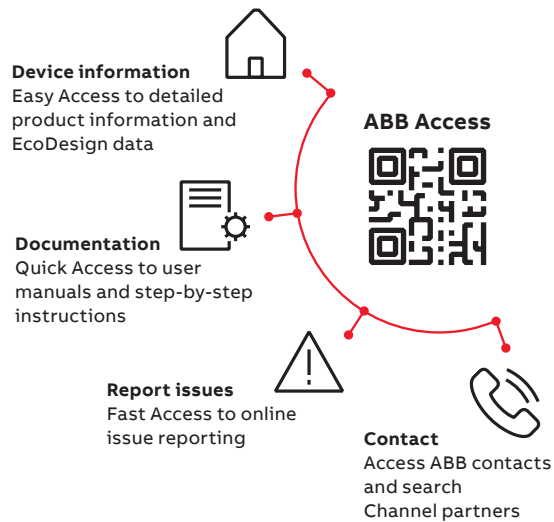 Device information
Easy Access to detailed
product information and
EcoDesign data
ABB Access
Documentation
Quick Access to user
manuals and step-by-step
instructions
Report issues
Fast Access to online
issue reporting
Contact
Access ABB contacts
and search
Channel partners